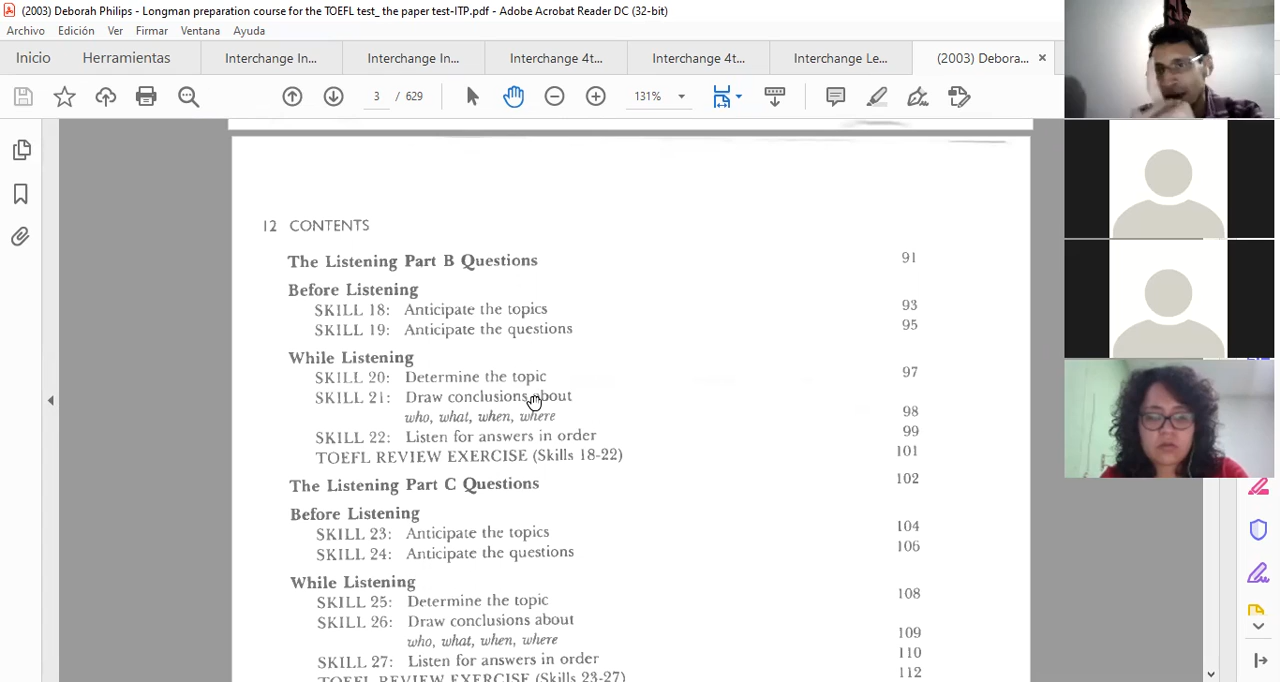 (2003) Deborah Philips - Longman preparation course for the TOEFL test_ the paper test-ITP.pdf - Adobe Acrobat Reader DC (32-bit)
Archivo Edición Ver Firmar Ventana Ayuda
Inicio Herramientas Interchange In... Interchange In... Interchange 4t... Interchange 4t... Interchange Le... (2003) Debora... ×
3 / 629 131%
12 CONTENTS
The Listening Part B Questions 91
Before Listening
SKILL 18: Anticipate the topics 93
SKILL 19: Anticipate the questions 95
While Listening
SKILL 20: Determine the topic 97
SKILL 21: Draw conclusions about
who, what, when, where 98
SKILL 22: Listen for answers in order 99
TOEFL REVIEW EXERCISE (Skills 18-22) 101
The Listening Part C Questions 102
Before Listening
SKILL 23: Anticipate the topics 104
SKILL 24: Anticipate the questions 106
While Listening
SKILL 25: Determine the topic 108
SKILL 26: Draw conclusions about
who, what, when, where 109
SKILL 27: Listen for answers in order 110
TOEFL REVIEW EXERCISE (Skills 23-27) 112